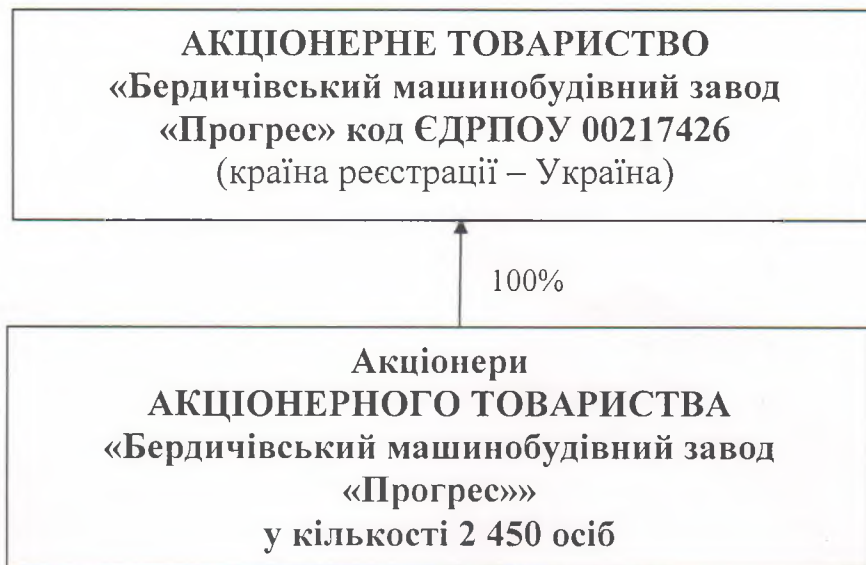 АКЦІОНЕРНЕ ТОВАРИСТВО
«Бердичівський машинобудівний завод
«Прогрес» код ЄДРПОУ 00217426
(країна реєстрації – Україна)
100%
Акціонери
АКЦІОНЕРНОГО ТОВАРИСТВА
«Бердичівський машинобудівний завод
«Прогрес»»
у кількості 2 450 осіб